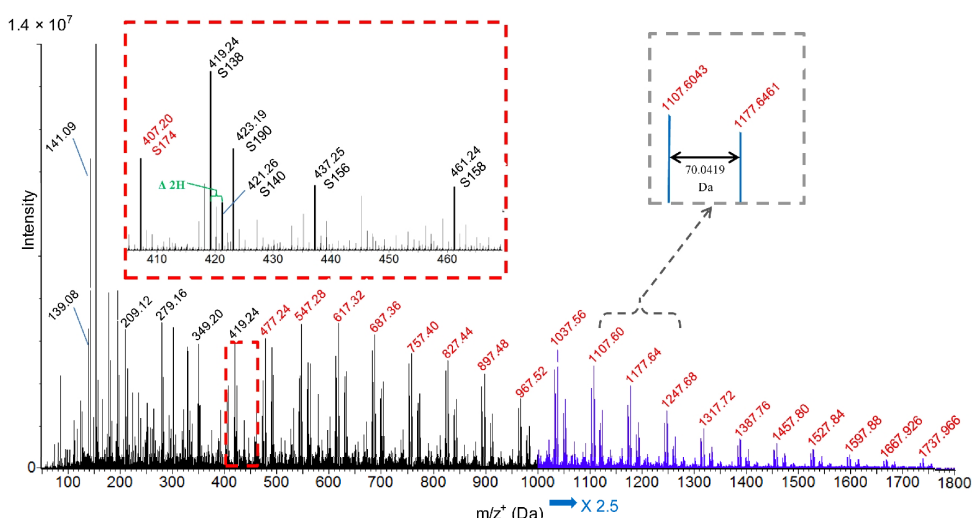 1.4 × 10⁷
Intensity
0
141.09
139.08
209.12
279.16
349.20
419.24
477.24
547.28
617.32
687.36
757.40
827.44
897.48
967.52
1037.56
1107.60
1177.64
1247.68
1317.72
1387.76
1457.80
1527.84
1597.88
1667.926
1737.966
407.20
S174
419.24
S138
423.19
S190
421.26
S140
437.25
S156
461.24
S158
Δ 2H
410 420 430 440 450 460
1107.6043
1177.6461
70.0419
Da
100 200 300 400 500 600 700 800 900 1000 1100 1200 1300 1400 1500 1600 1700 1800
m/z⁺ (Da)
X 2.5